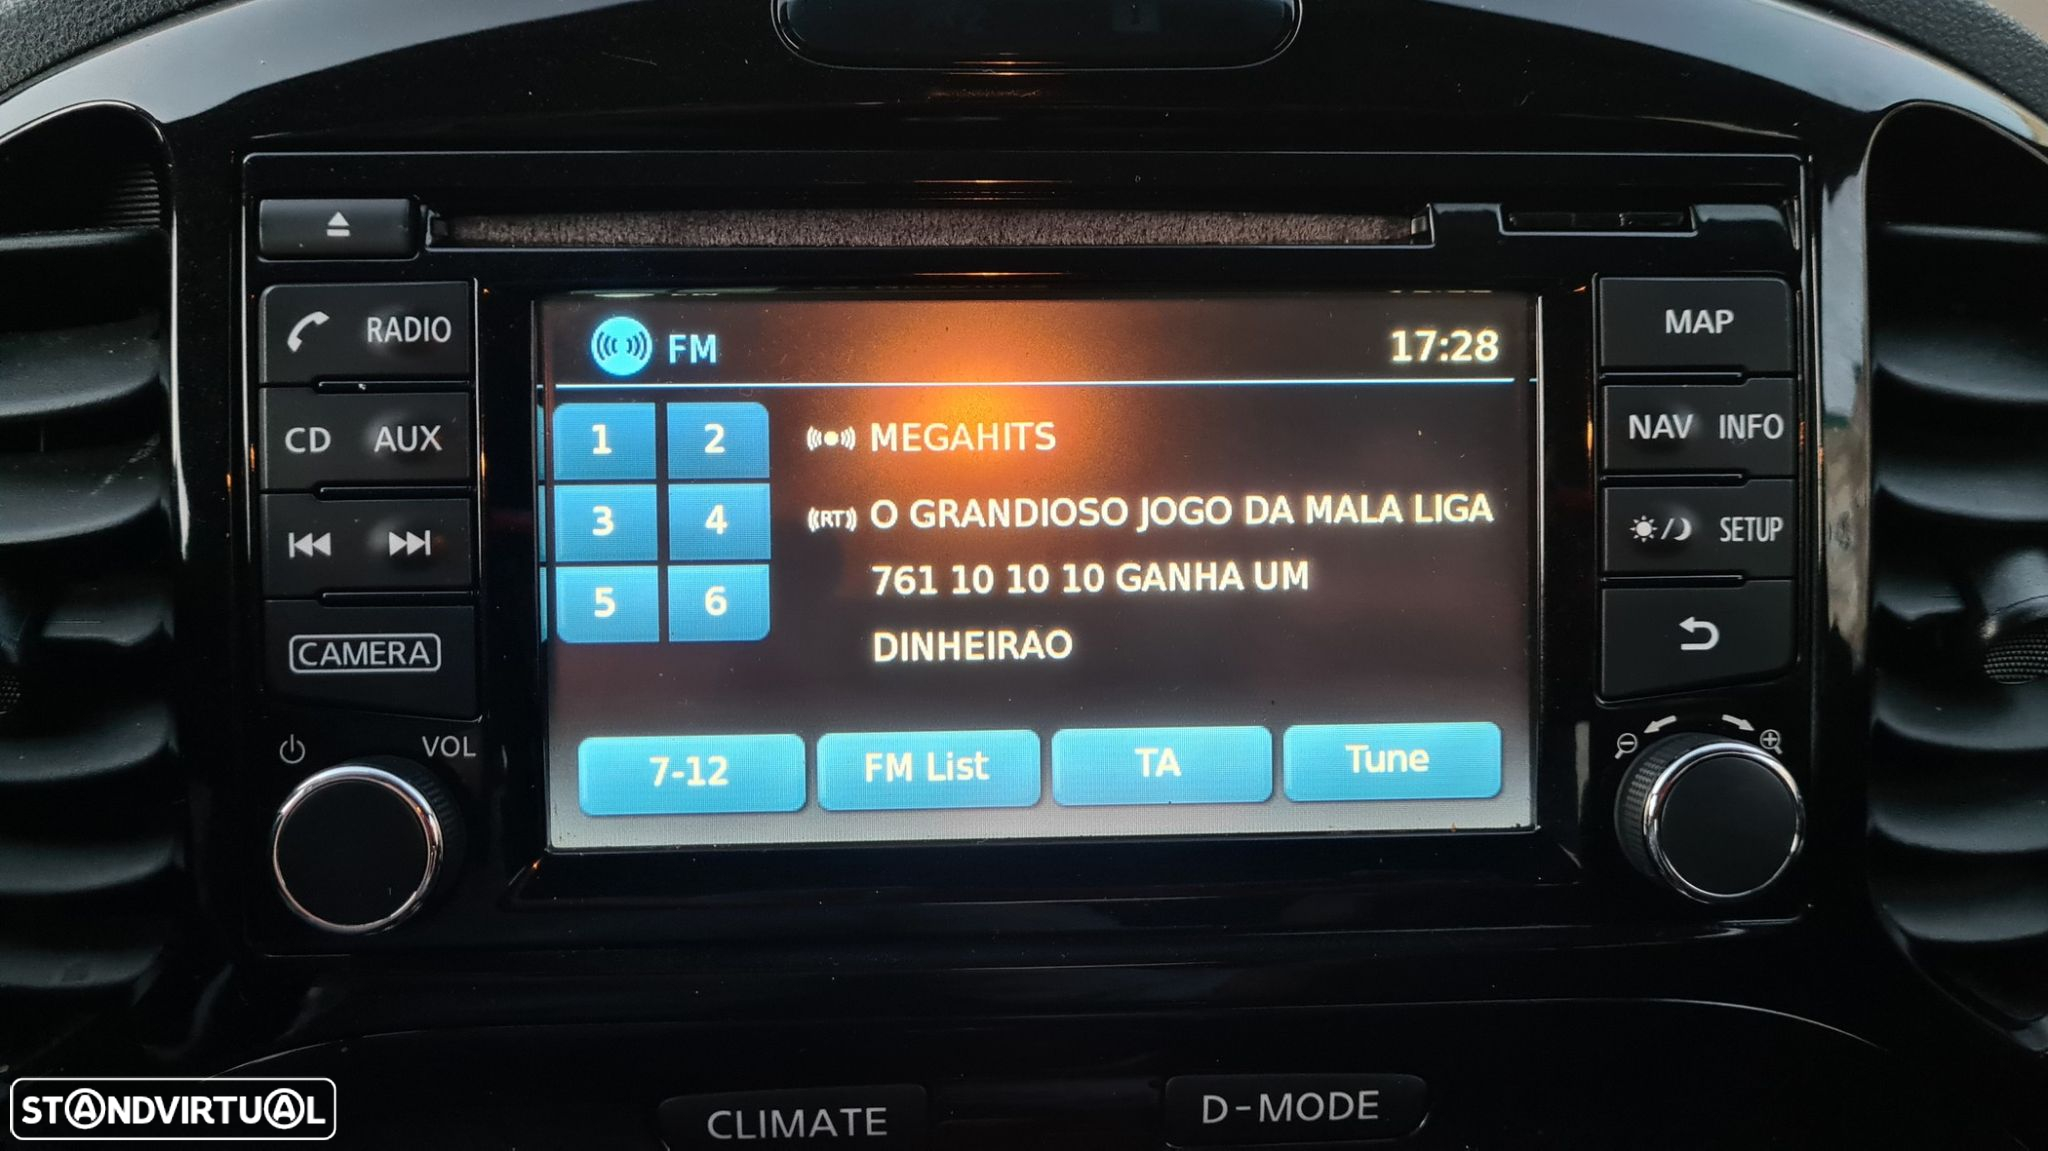 RADIO
CD AUX
CAMERA
VOL
FM 17:28
1 2
3 4
5 6
MEGAHITS
RT O GRANDIOSO JOGO DA MALA LIGA
761 10 10 10 GANHA UM
DINHEIRAO
7-12 FM List TA Tune
MAP
NAV INFO
SETUP
CLIMATE D-MODE
STANDVIRTUAL